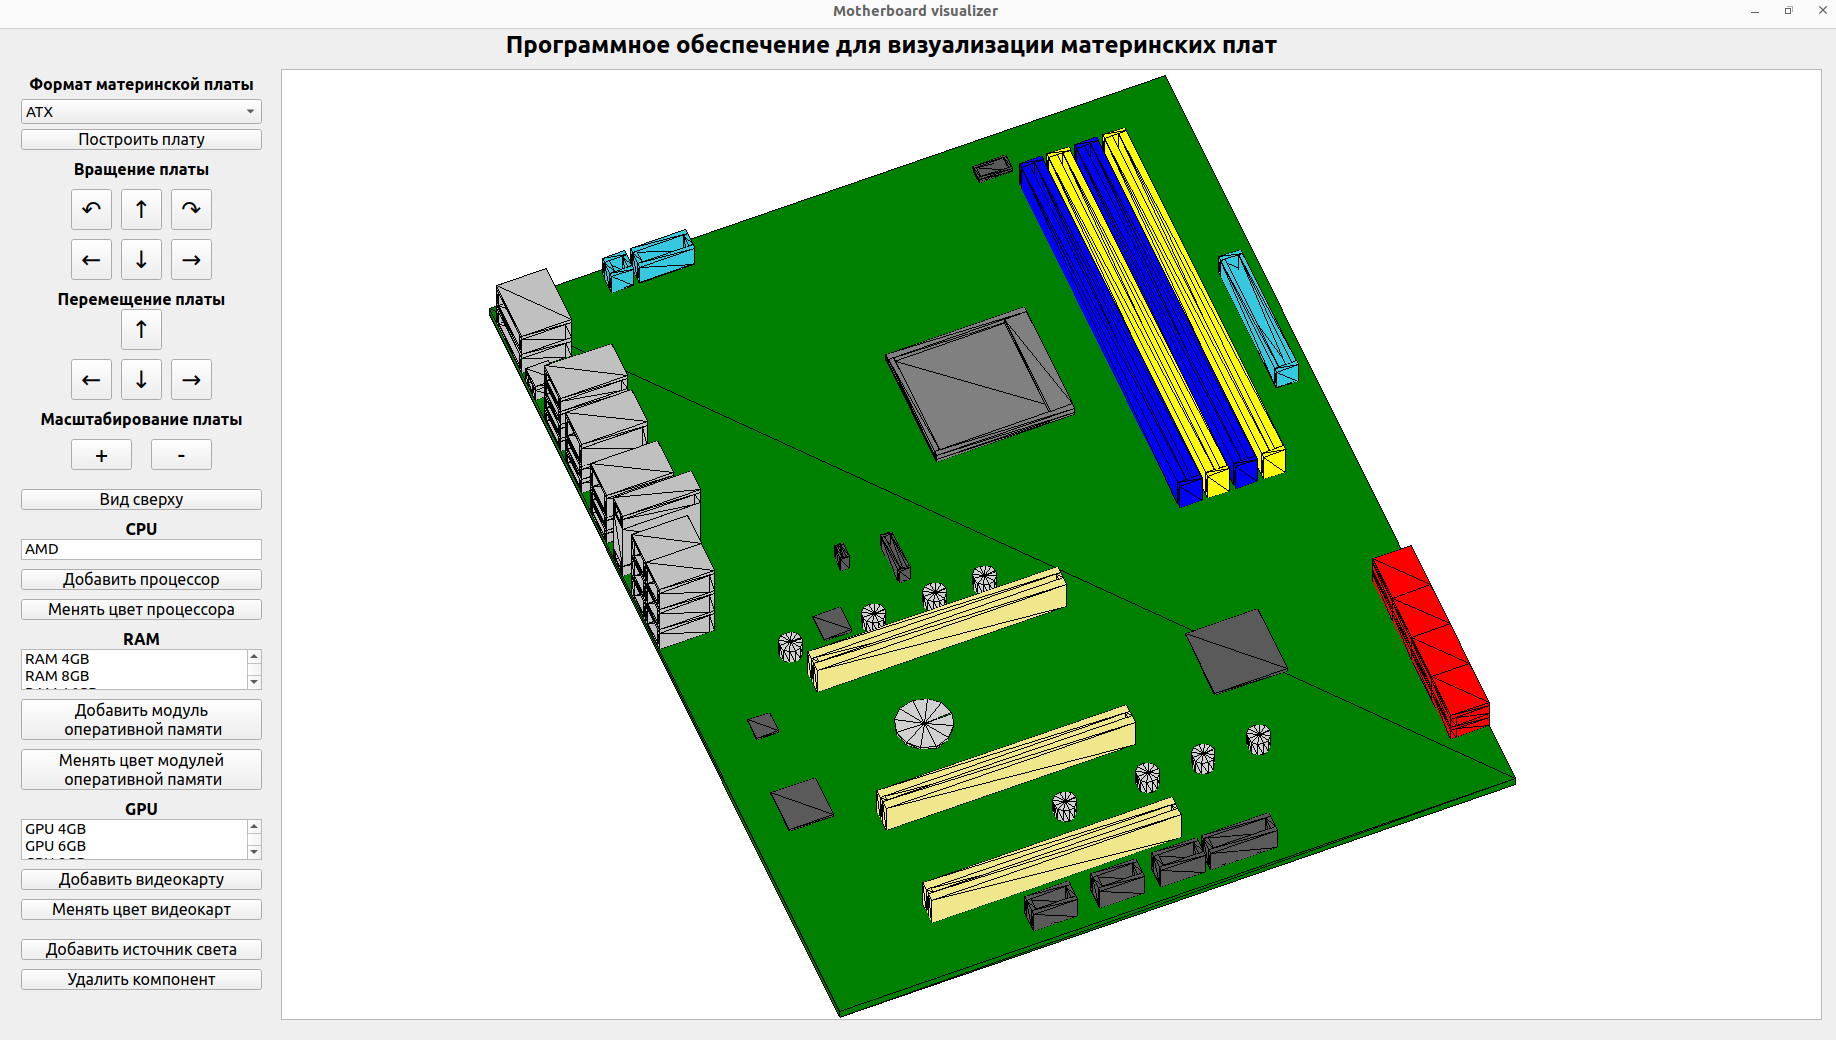 Motherboard visualizer
Программное обеспечение для визуализации материнских плат
Формат материнской платы
ATX
Построить плату
Вращение платы
↶ ↑ ↷
← ↓ →
Перемещение платы
↑
← ↓ →
Масштабирование платы
+ -
Вид сверху
CPU
AMD
Добавить процессор
Менять цвет процессора
RAM
RAM 4GB
RAM 8GB
Добавить модуль
оперативной памяти
Менять цвет модулей
оперативной памяти
GPU
GPU 4GB
GPU 6GB
Добавить видеокарту
Менять цвет видеокарт
Добавить источник света
Удалить компонент